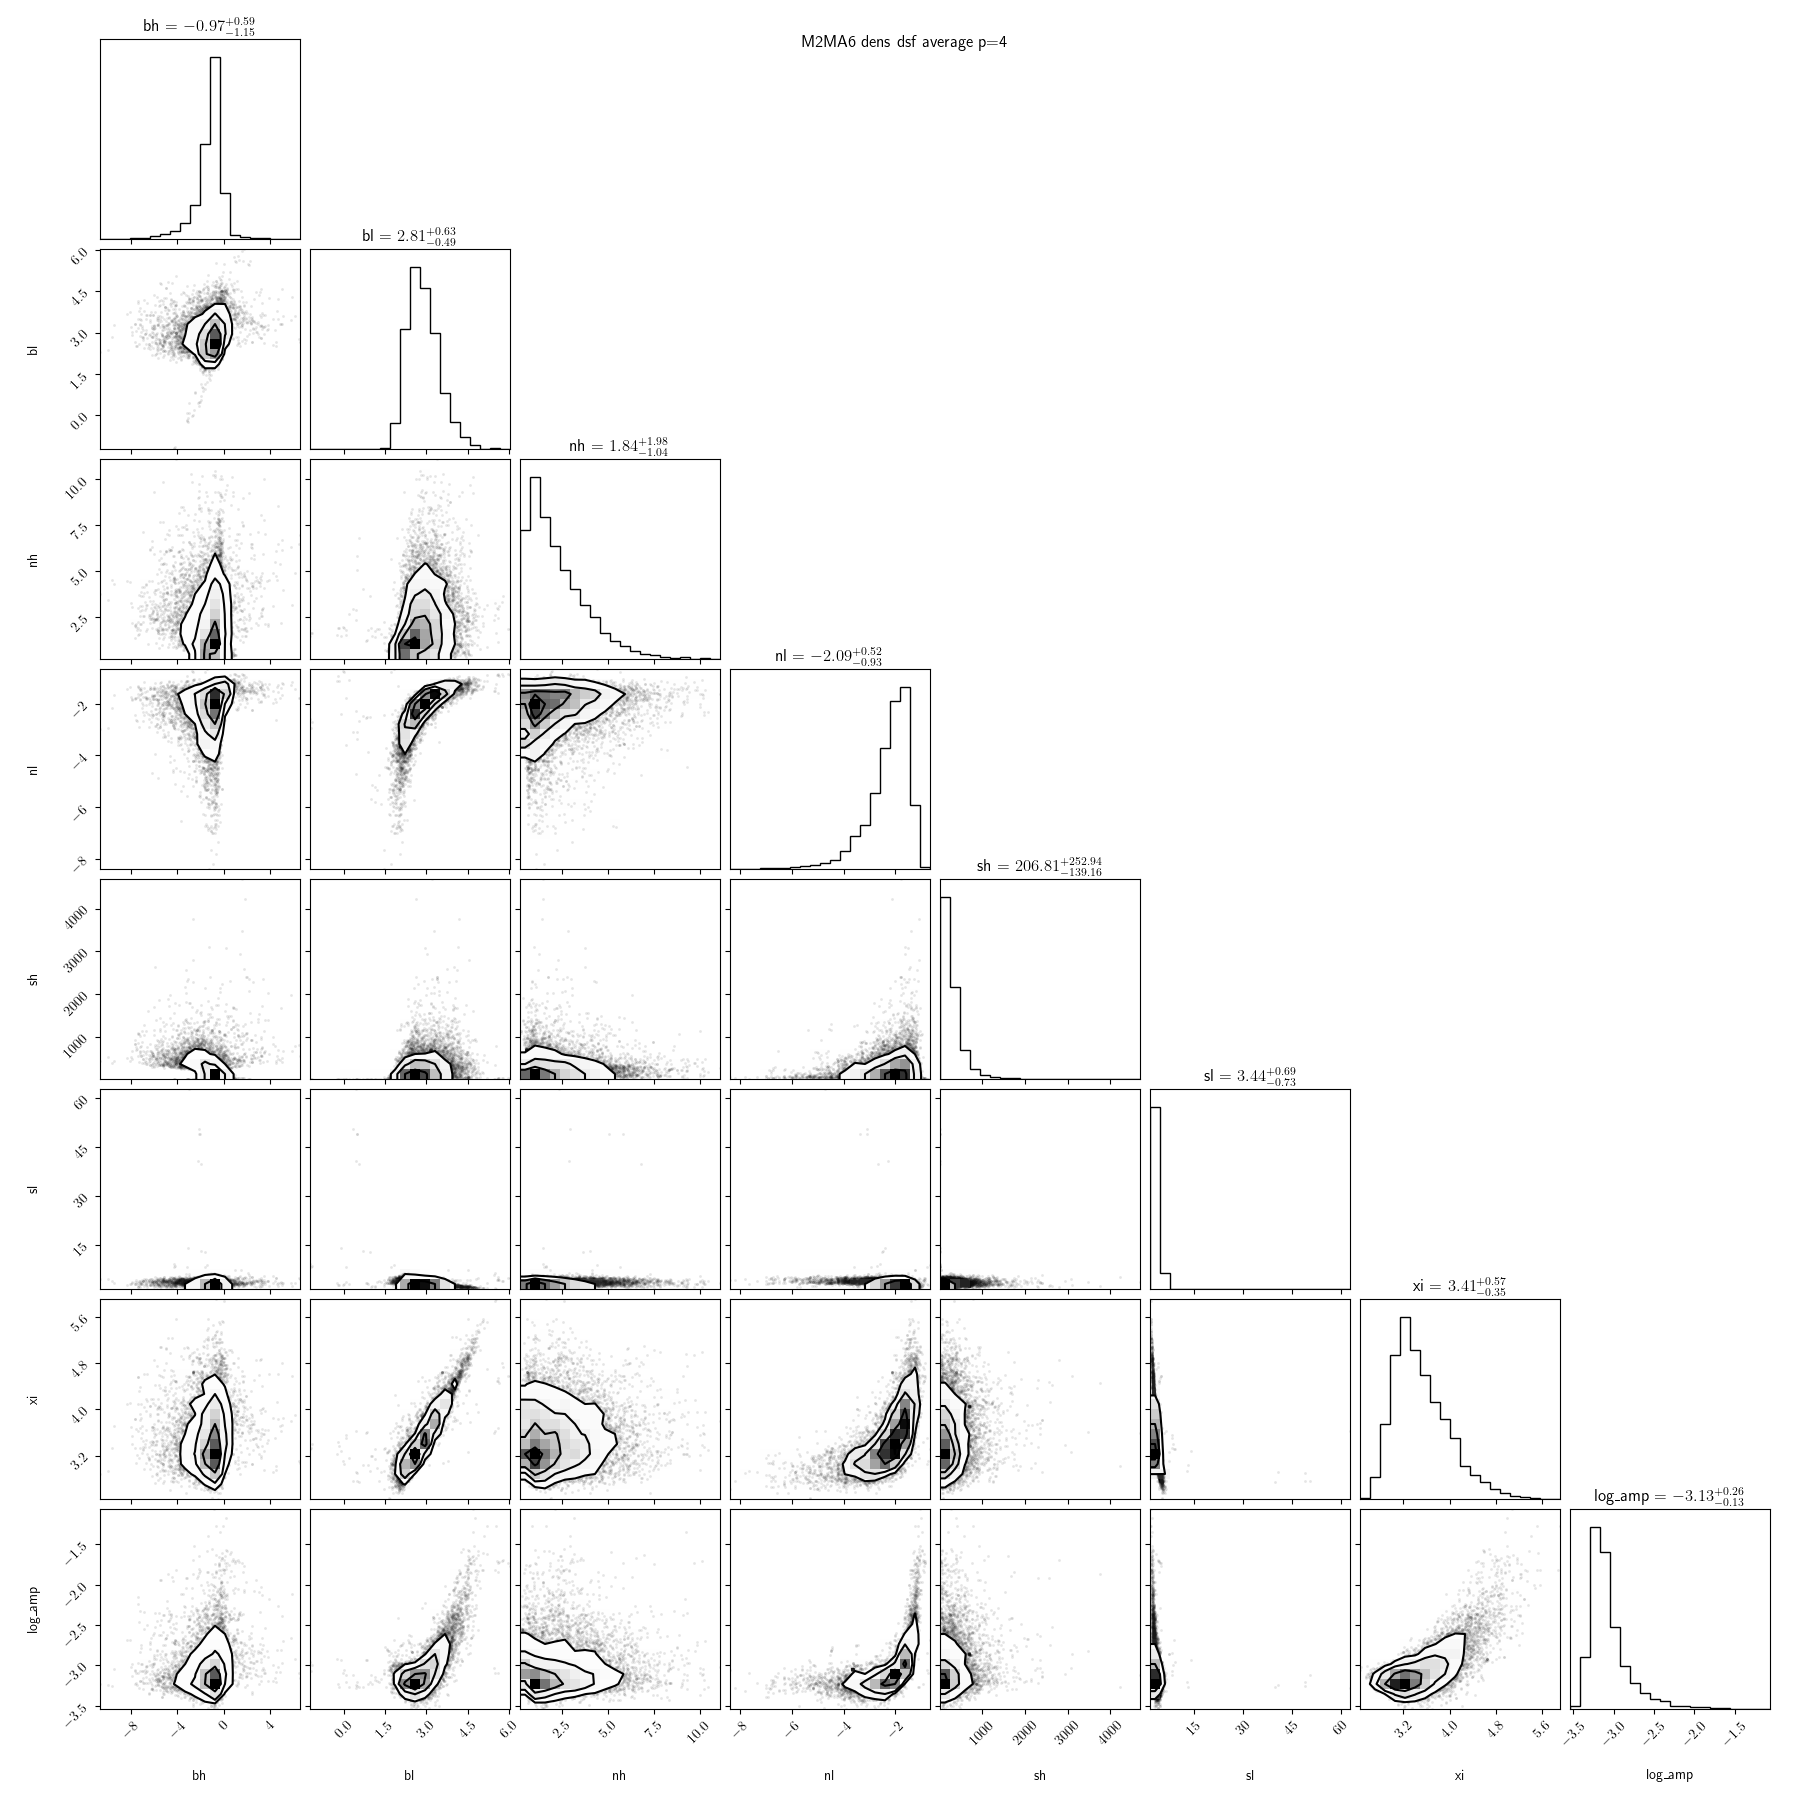 M2MA6 dens dsf average p=4
bh = −0.97 +0.59 −1.15
bl = 2.81 +0.63 −0.49
6.0
4.5
3.0
1.5
0.0
bl
nh = 1.84 +1.98 −1.04
10.0
7.5
5.0
2.5
nh
nl = −2.09 +0.52 −0.93
−2
−4
−6
−8
nl
sh = 206.81 +252.94 −139.16
4000
3000
2000
1000
sh
sl = 3.44 +0.69 −0.73
60
45
30
15
sl
xi = 3.41 +0.57 −0.35
5.6
4.8
4.0
3.2
xi
log_amp = −3.13 +0.26 −0.13
−1.5
−2.0
−2.5
−3.0
−3.5
log_amp
−8 −4 0 4 0.0 1.5 3.0 4.5 6.0 2.5 5.0 7.5 10.0 −8 −6 −4 −2 1000 2000 3000 4000 15 30 45 60 3.2 4.0 4.8 5.6 −3.5 −3.0 −2.5 −2.0 −1.5
bh bl nh nl sh sl xi log_amp